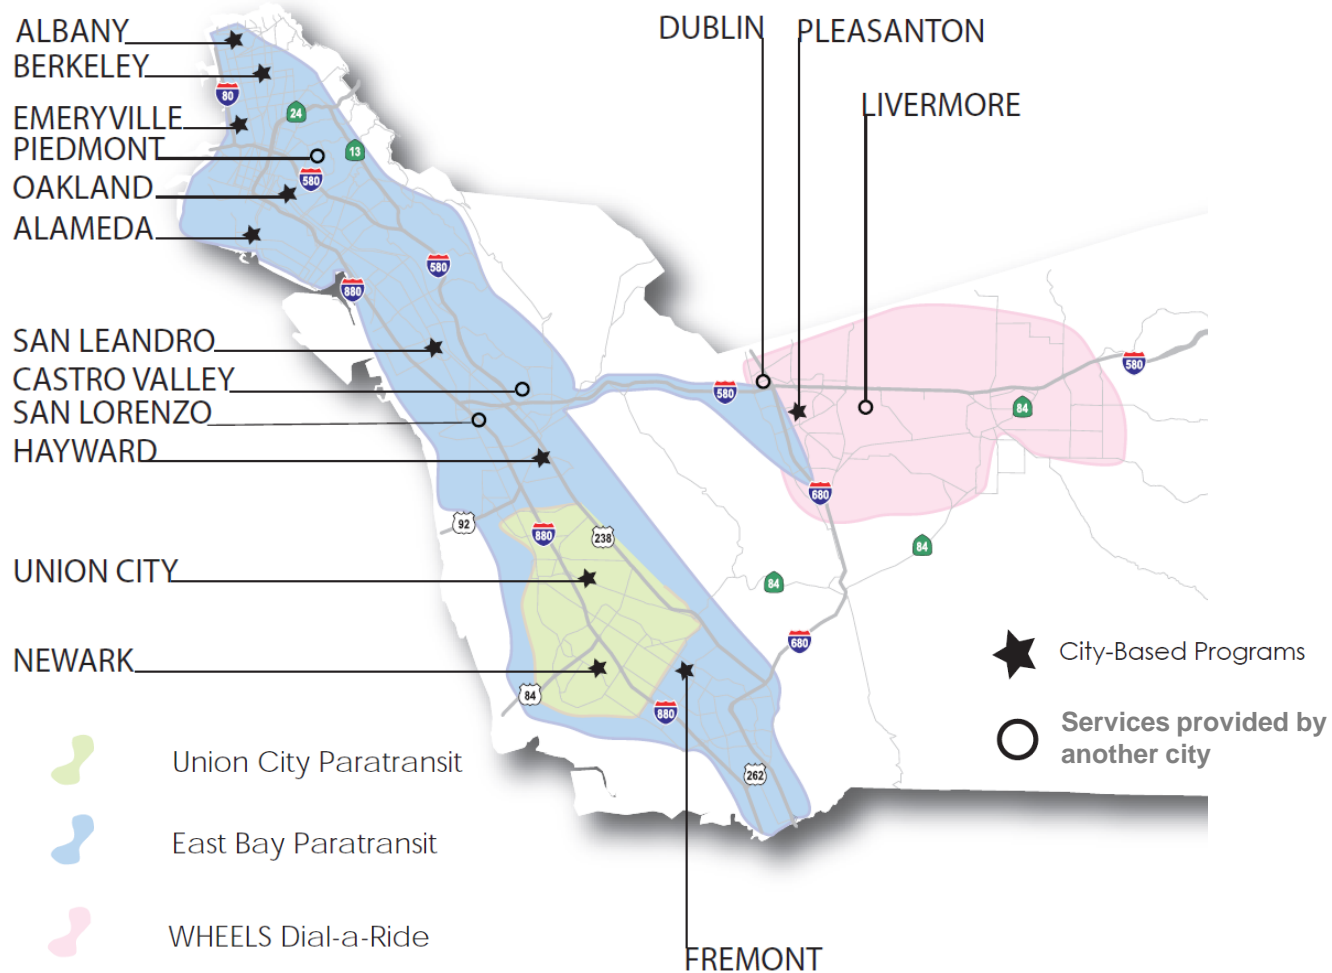 ALBANY
BERKELEY
EMERYVILLE
PIEDMONT
OAKLAND
ALAMEDA
SAN LEANDRO
CASTRO VALLEY
SAN LORENZO
HAYWARD
UNION CITY
NEWARK
DUBLIN
PLEASANTON
LIVERMORE
FREMONT
80
24
13
580
580
880
580
84
580
680
92
880
238
84
84
680
84
880
262
City-Based Programs
Services provided by
another city
Union City Paratransit
East Bay Paratransit
WHEELS Dial-a-Ride